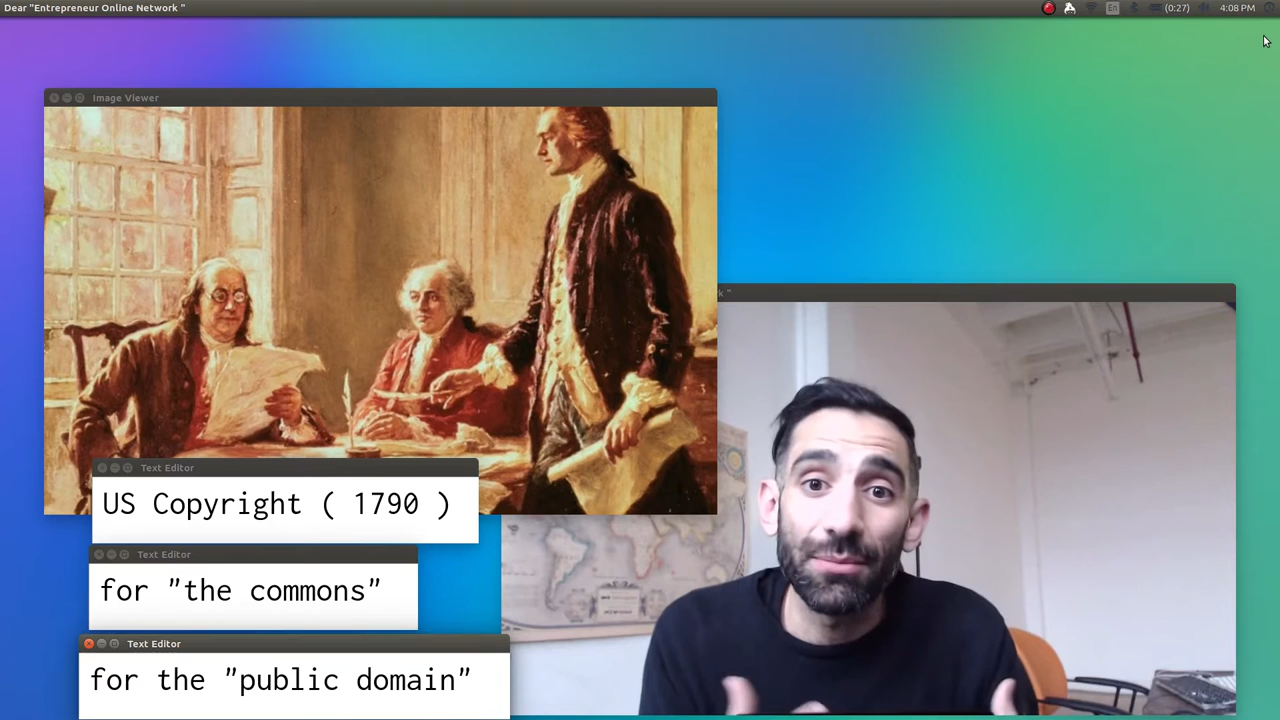 Dear "Entrepreneur Online Network "
En
(0:27)
4:08 PM
Image Viewer
k "
Text Editor
US Copyright ( 1790 )
Text Editor
for "the commons"
Text Editor
for the "public domain"